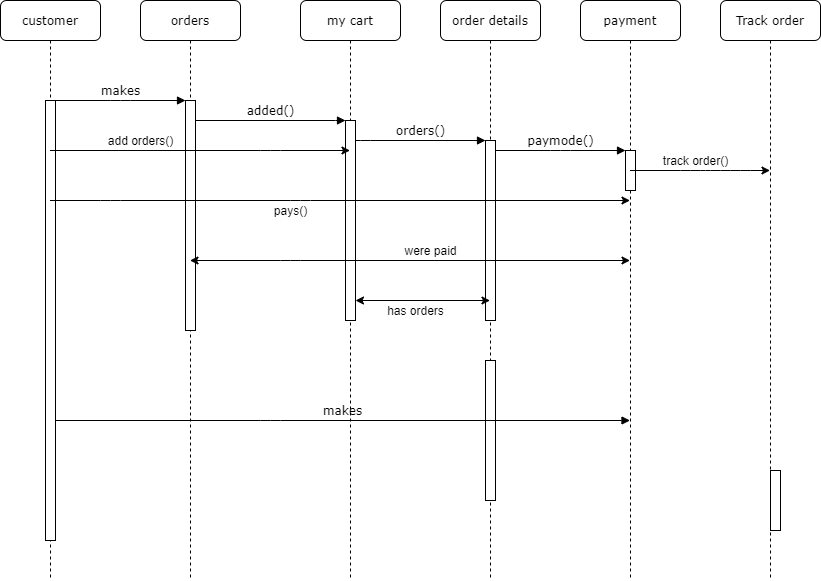 customer
orders
my cart
order details
payment
Track order
makes
added()
orders()
add orders()
paymode()
track order()
pays()
were paid
has orders
makes